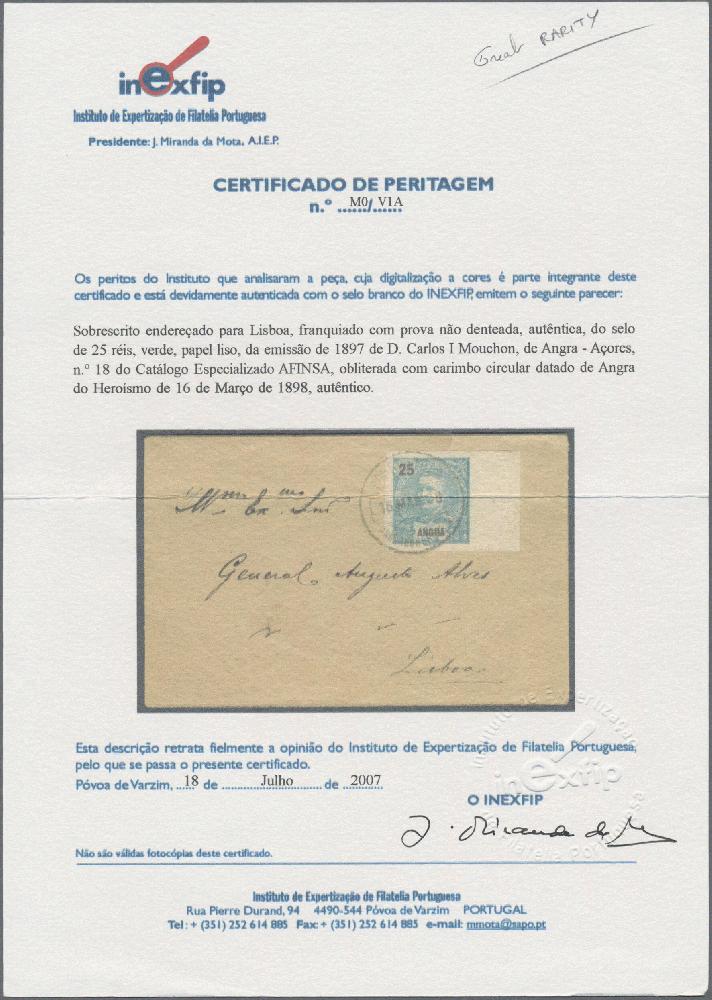 Great RARITY
inexfip
Instituto de Expertização de Filatelia Portuguesa
Presidente: J. Miranda da Mota, A.I.E.P.
CERTIFICADO DE PERITAGEM
n.º M0/ V1A
Os peritos do Instituto que analisaram a peça, cuja digitalização a cores é parte integrante deste
certificado e está devidamente autenticada com o selo branco do INEXFIP, emitem o seguinte parecer:
Sobrescrito endereçado para Lisboa, franquiado com prova não denteada, autêntica, do selo
de 25 réis, verde, papel liso, da emissão de 1897 de D. Carlos I Mouchon, de Angra - Açores,
n.º 18 do Catálogo Especializado AFINSA, obliterada com carimbo circular datado de Angra
do Heroísmo de 16 de Março de 1898, autêntico.
25
ANGRA
General Augusto Alves
Lisboa
Esta descrição retrata fielmente a opinião do Instituto de Expertização de Filatelia Portuguesa,
pelo que se passa o presente certificado.
Póvoa de Varzim, 18 de Julho de 2007
O INEXFIP
inexfip
Não são válidas fotocópias deste certificado.
Instituto de Expertização de Filatelia Portuguesa
Rua Pierre Durand, 94 4490-544 Póvoa de Varzim PORTUGAL
Tel: + (351) 252 614 885 Fax: + (351) 252 614 885 e-mail: mmota@sapo.pt